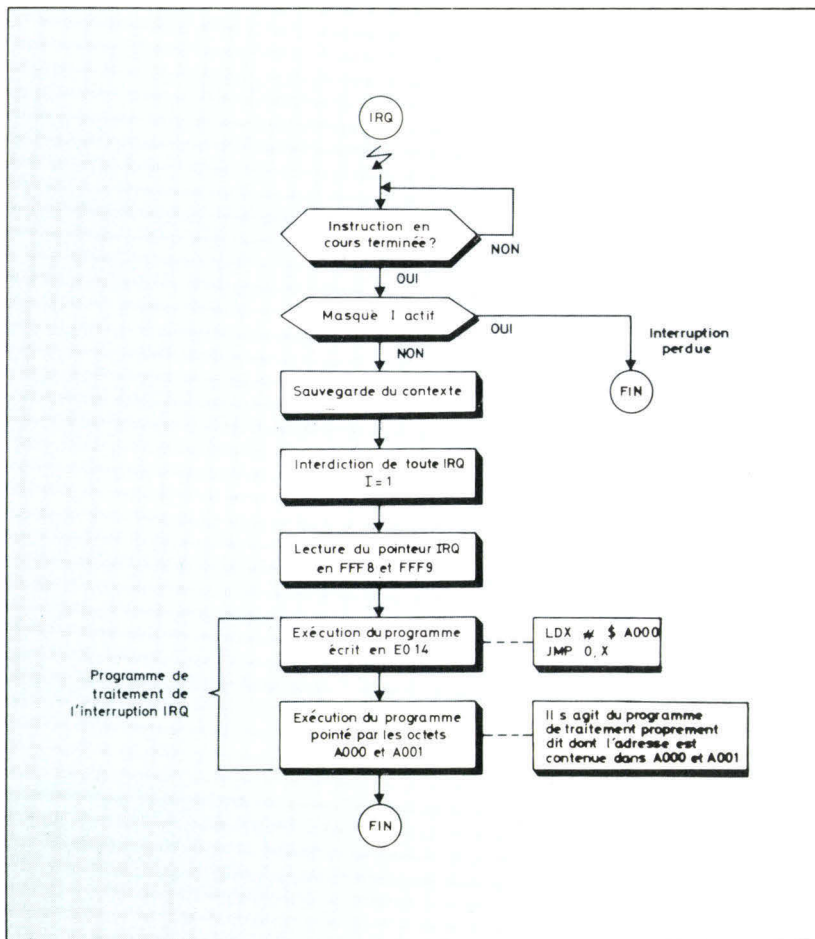 IRQ
Instruction en
cours terminée ?
NON
OUI
Masque I actif
OUI
NON
Interruption
perdue
FIN
Sauvegarde du contexte
Interdiction de toute IRQ
I = 1
Lecture du pointeur IRQ
en FFF8 et FFF9
Programme de
traitement de
l'interruption IRQ
Exécution du programme
écrit en E0 14
LDX # $ A000
JMP 0, X
Exécution du programme
pointé par les octets
A000 et A001
Il s agit du programme
de traitement proprement
dit dont l'adresse est
contenue dans A000 et A001
FIN